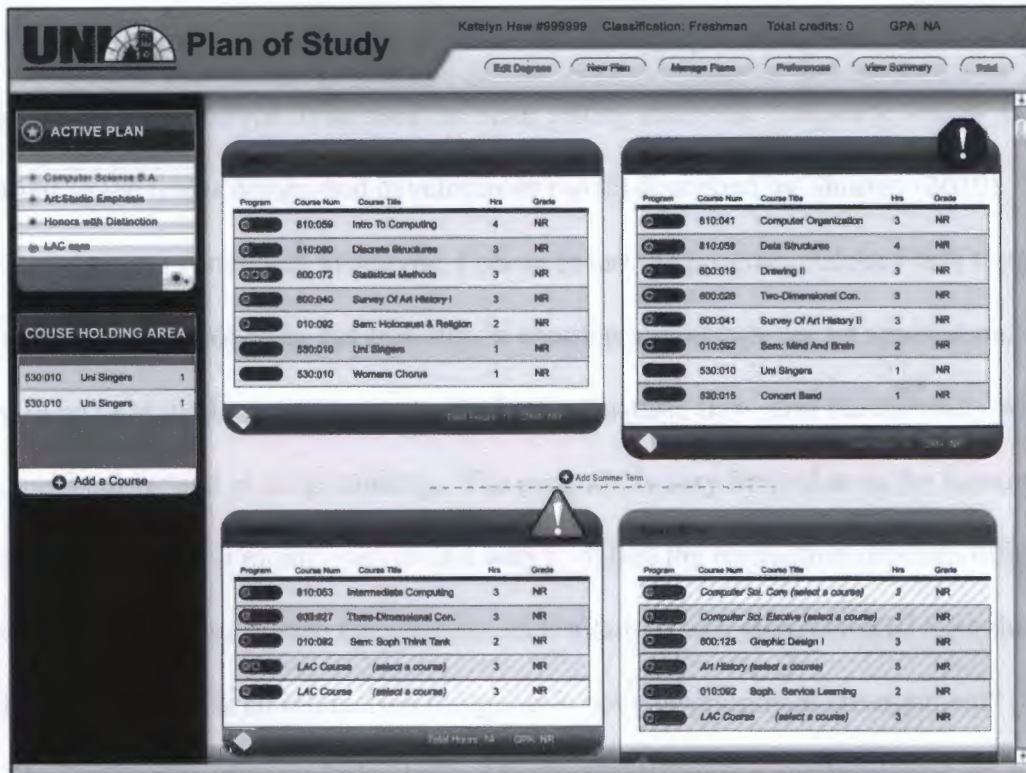 UNI Plan of Study
Katelyn Haw #999999 Classification: Freshman Total credits: 0 GPA: NA
Edit Degrees New Plan Manage Plans Preferences View Summary Print
ACTIVE PLAN
Computer Science B.A.
Art:Studio Emphasis
Honors with Distinction
LAC core
COUSE HOLDING AREA
530:010 Uni Singers 1
530:010 Uni Singers 1
Add a Course
Program Course Num Course Title Hrs Grade
810:059 Intro To Computing 4 NR
810:080 Discrete Structures 3 NR
600:072 Statistical Methods 3 NR
600:040 Survey Of Art History I 3 NR
010:092 Sem: Holocaust & Religion 2 NR
530:010 Uni Singers 1 NR
530:010 Womens Chorus 1 NR
Program Course Num Course Title Hrs Grade
810:041 Computer Organization 3 NR
810:059 Data Structures 4 NR
600:019 Drawing II 3 NR
600:026 Two-Dimensional Con. 3 NR
600:041 Survey Of Art History II 3 NR
010:092 Sem: Mind And Brain 2 NR
530:010 Uni Singers 1 NR
530:015 Concert Band 1 NR
Add Summer Term
Program Course Num Course Title Hrs Grade
810:053 Intermediate Computing 3 NR
600:027 Three-Dimensional Con. 3 NR
010:092 Sem: Soph Think Tank 2 NR
LAC Course (select a course) 3 NR
LAC Course (select a course) 3 NR
Total Hours: 14 GPA: NR
Program Course Num Course Title Hrs Grade
Computer Sci. Core (select a course) 3 NR
Computer Sci. Elective (select a course) 3 NR
600:125 Graphic Design I 3 NR
Art History (select a course) 3 NR
010:092 Soph. Service Learning 2 NR
LAC Course (select a course) 3 NR